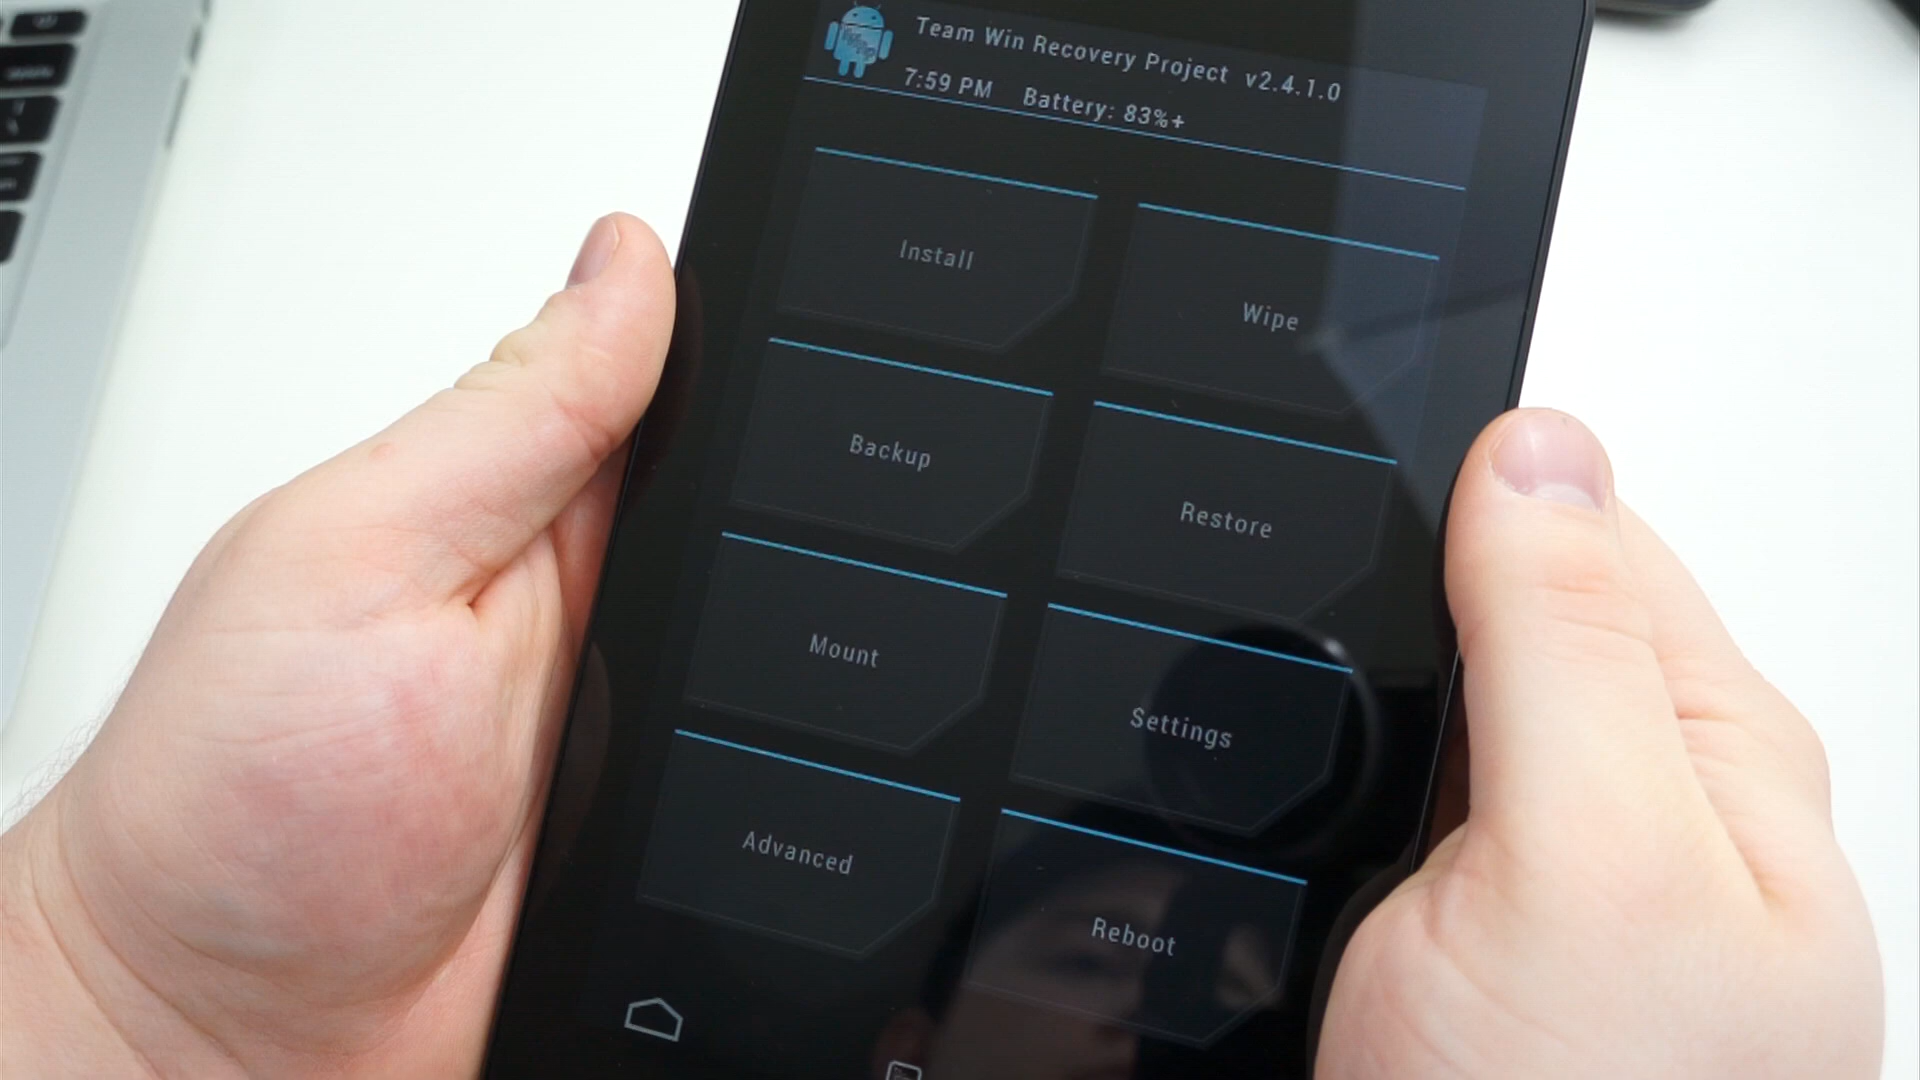 Team Win Recovery Project v2.4.1.0
7:59 PM Battery: 83%+
Install
Wipe
Backup
Restore
Mount
Settings
Advanced
Reboot